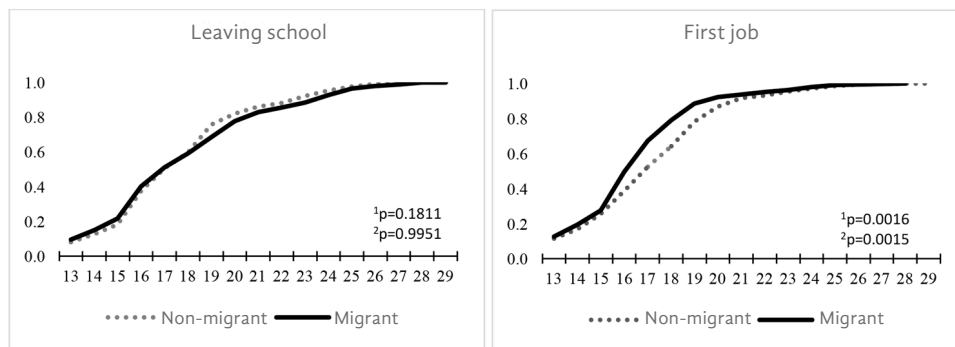 Leaving school
1.0
0.8
0.6
0.4
0.2
0.0
¹p=0.1811
²p=0.9951
13 14 15 16 17 18 19 20 21 22 23 24 25 26 27 28 29
Non-migrant Migrant
First job
1.0
0.8
0.6
0.4
0.2
0.0
¹p=0.0016
²p=0.0015
13 14 15 16 17 18 19 20 21 22 23 24 25 26 27 28 29
Non-migrant Migrant